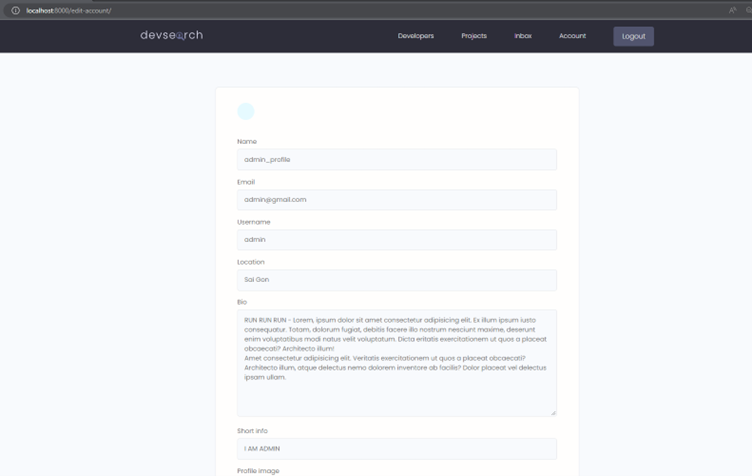 localhost:8000/edit-account/
devsearch
Developers
Projects
Inbox
Account
Logout
Name
admin_profile
Email
admin@gmail.com
Username
admin
Location
Sai Gon
Bio
RUN RUN RUN - Lorem, ipsum dolor sit amet consectetur adipisicing elit. Ex illum ipsum iusto
consequatur. Totam, dolorum fugiat, debitis facere illo nostrum nesciunt maxime, deserunt
enim voluptatibus modi natus velit voluptatum. Dicta eritatis exercitationem ut quos a placeat
obcaecati? Architecto illum!
Amet consectetur adipisicing elit. Veritatis exercitationem ut quos a placeat obcaecati?
Architecto illum, atque delectus nemo dolorem inventore ab facilis? Dolor placeat vel delectus
ipsam ullam.
Short info
I AM ADMIN
Profile image